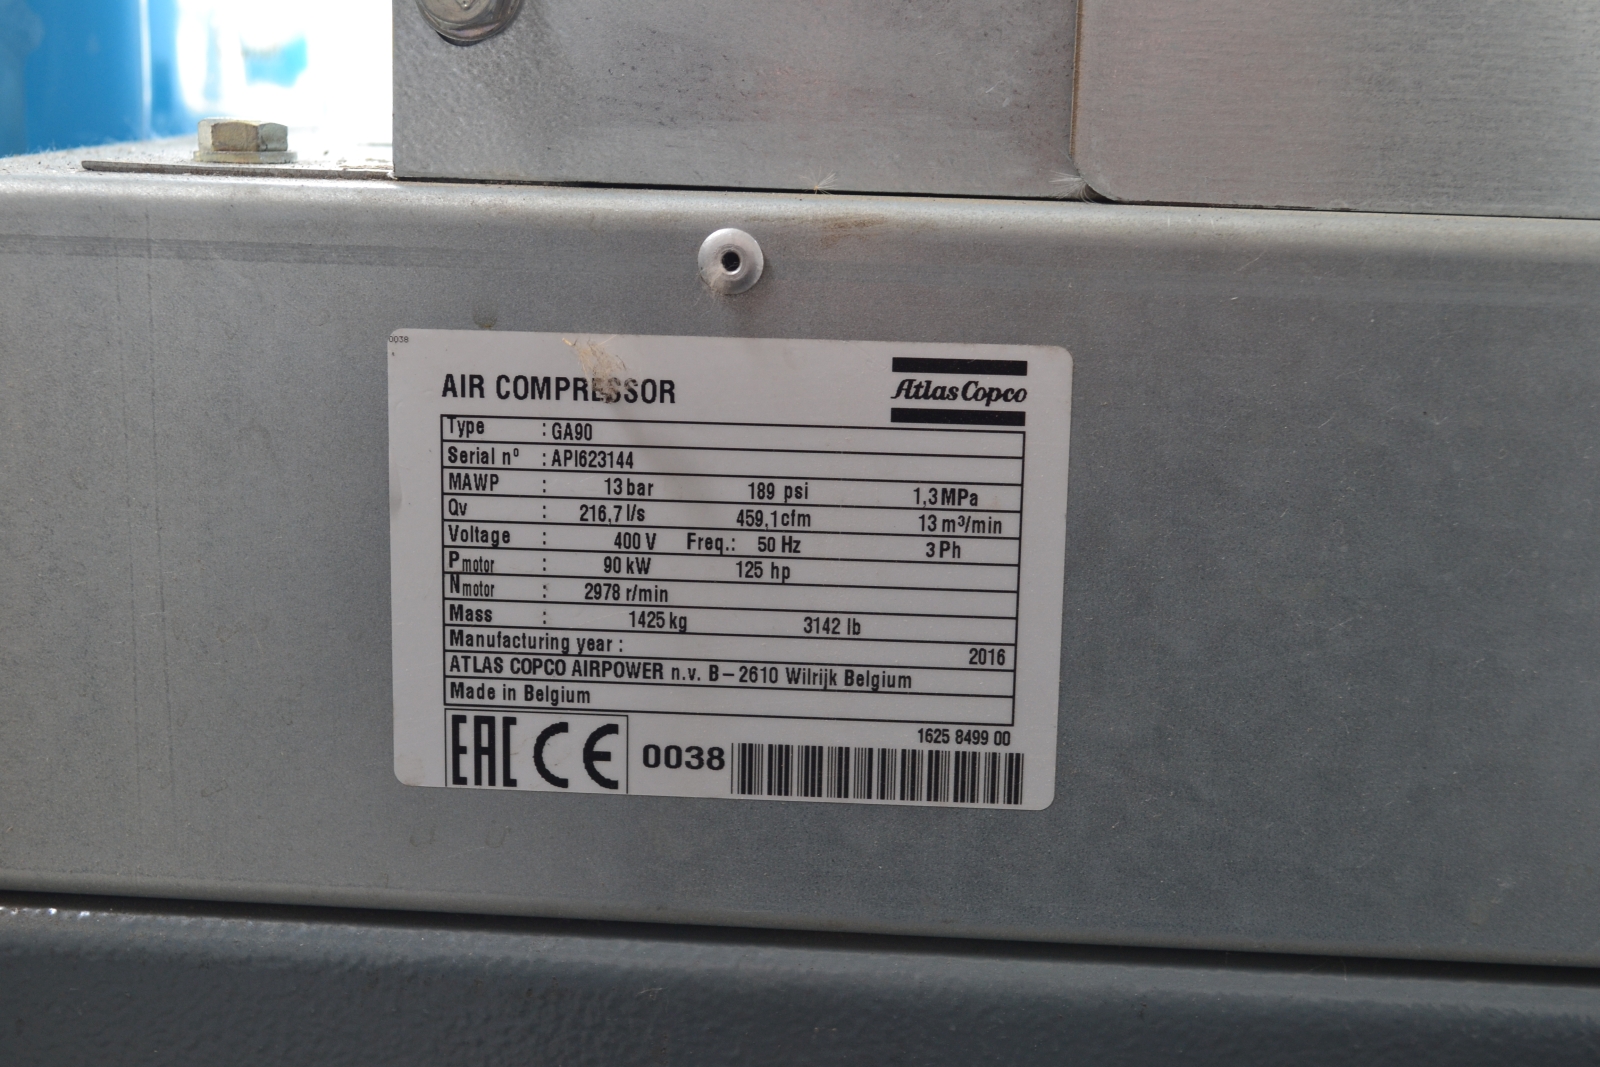 0038
AIR COMPRESSOR
Atlas Copco
Type : GA90
Serial nº : API623144
MAWP : 13 bar 189 psi 1,3 MPa
Qv : 216,7 l/s 459,1 cfm 13 m³/min
Voltage : 400 V Freq.: 50 Hz 3 Ph
Pmotor : 90 kW 125 hp
Nmotor : 2978 r/min
Mass : 1425 kg 3142 lb
Manufacturing year : 2016
ATLAS COPCO AIRPOWER n.v. B – 2610 Wilrijk Belgium
Made in Belgium
1625 8499 00
EAC CE 0038